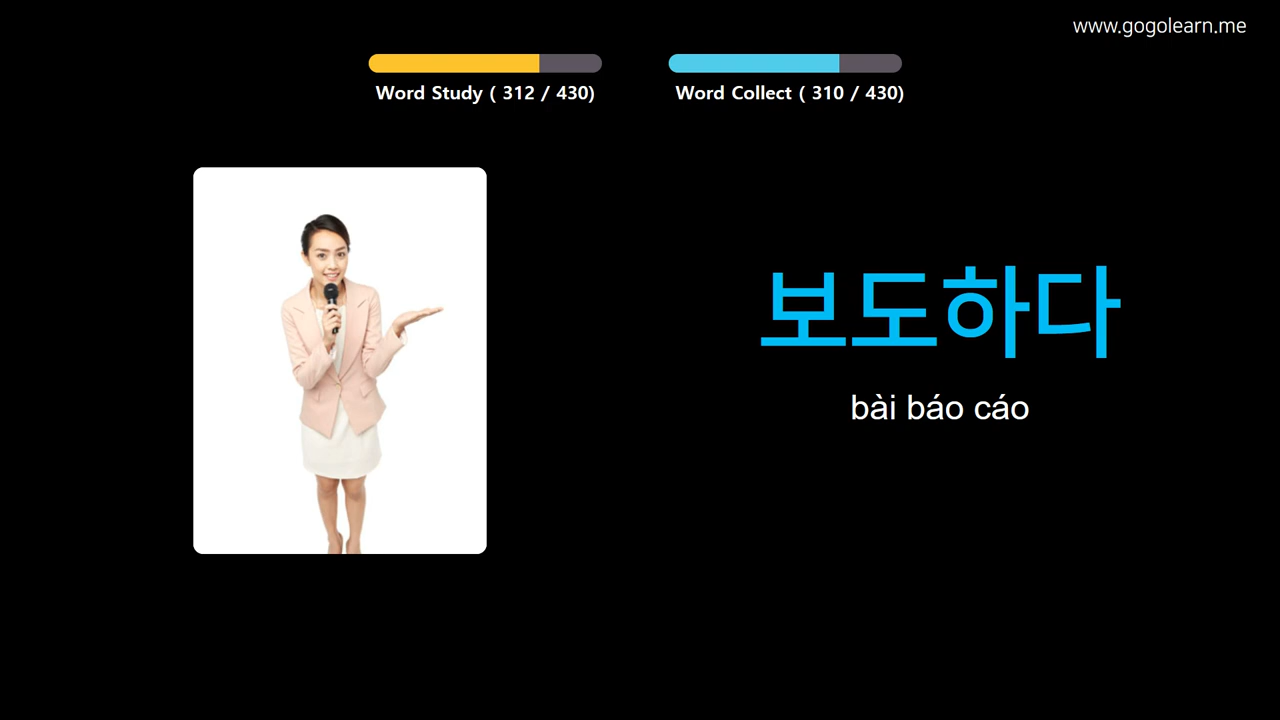 www.gogolearn.me
Word Study ( 312 / 430)
Word Collect ( 310 / 430)
보도하다
bài báo cáo